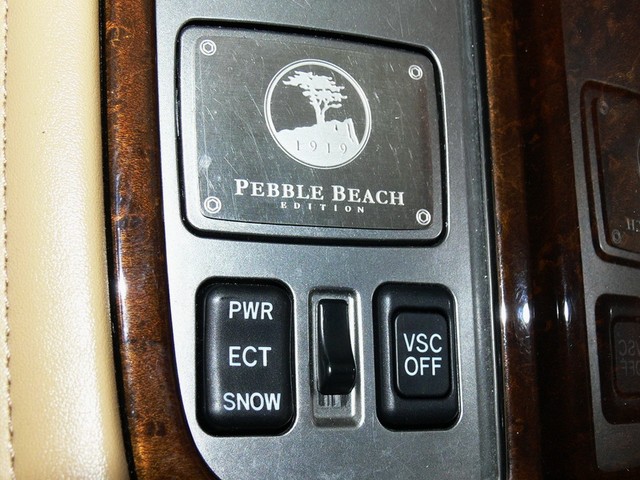 1919
PEBBLE BEACH
EDITION
PWR
ECT
SNOW
VSC
OFF